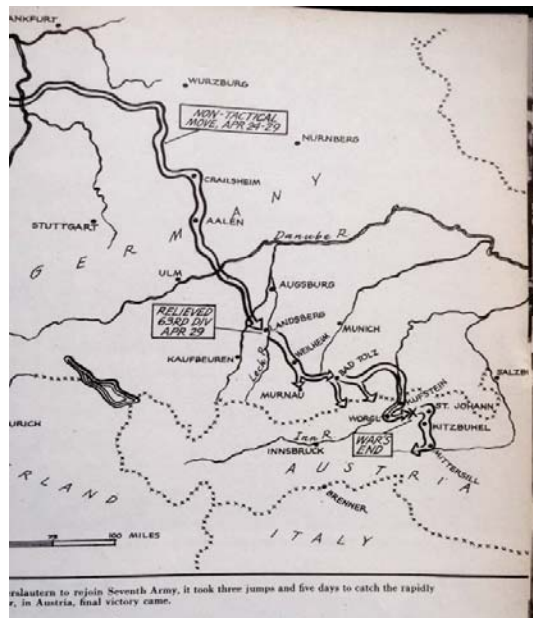 ANKFURT
WURZBURG
NON-TACTICAL
MOVE, APR 24-29
NURNBERG
CRAILSHEIM
GERMANY
AALEN
STUTTGART
Danube R
ULM
AUGSBURG
RELIEVED
63RD DIV
APR 29
LANDSBERG
MUNICH
WEILHEIM
KAUFBEUREN
Lech R
BAD TOLZ
MURNAU
KUFSTEIN
SALZBU
ST. JOHANN
WORGL
KITZBUHEL
URICH
Inn R
WAR'S
END
INNSBRUCK
MITTERSILL
AUSTRIA
RLAND
BRENNER
ITALY
75 100 MILES
erslautern to rejoin Seventh Army, it took three jumps and five days to catch the rapidly
r, in Austria, final victory came.